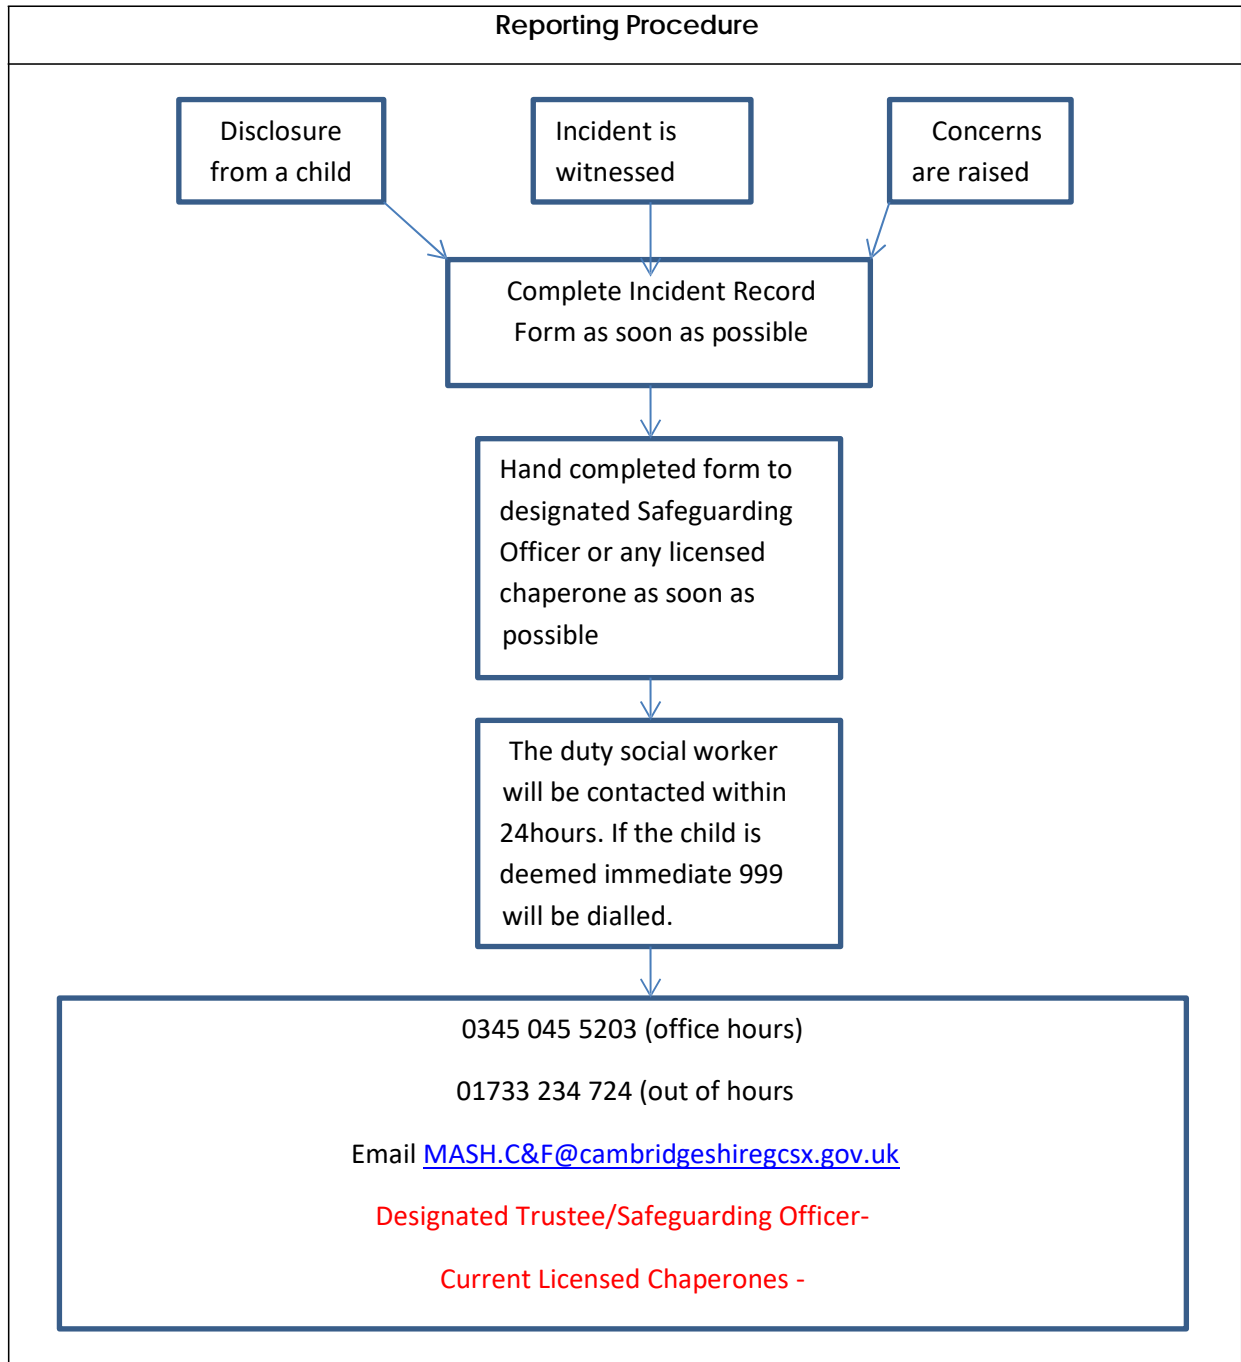 Reporting Procedure
Disclosure
from a child
Incident is
witnessed
Concerns
are raised
Complete Incident Record
Form as soon as possible
Hand completed form to
designated Safeguarding
Officer or any licensed
chaperone as soon as
possible
The duty social worker
will be contacted within
24hours. If the child is
deemed immediate 999
will be dialled.
0345 045 5203 (office hours)
01733 234 724 (out of hours
Email MASH.C&F@cambridgeshiregcsx.gov.uk
Designated Trustee/Safeguarding Officer-
Current Licensed Chaperones -